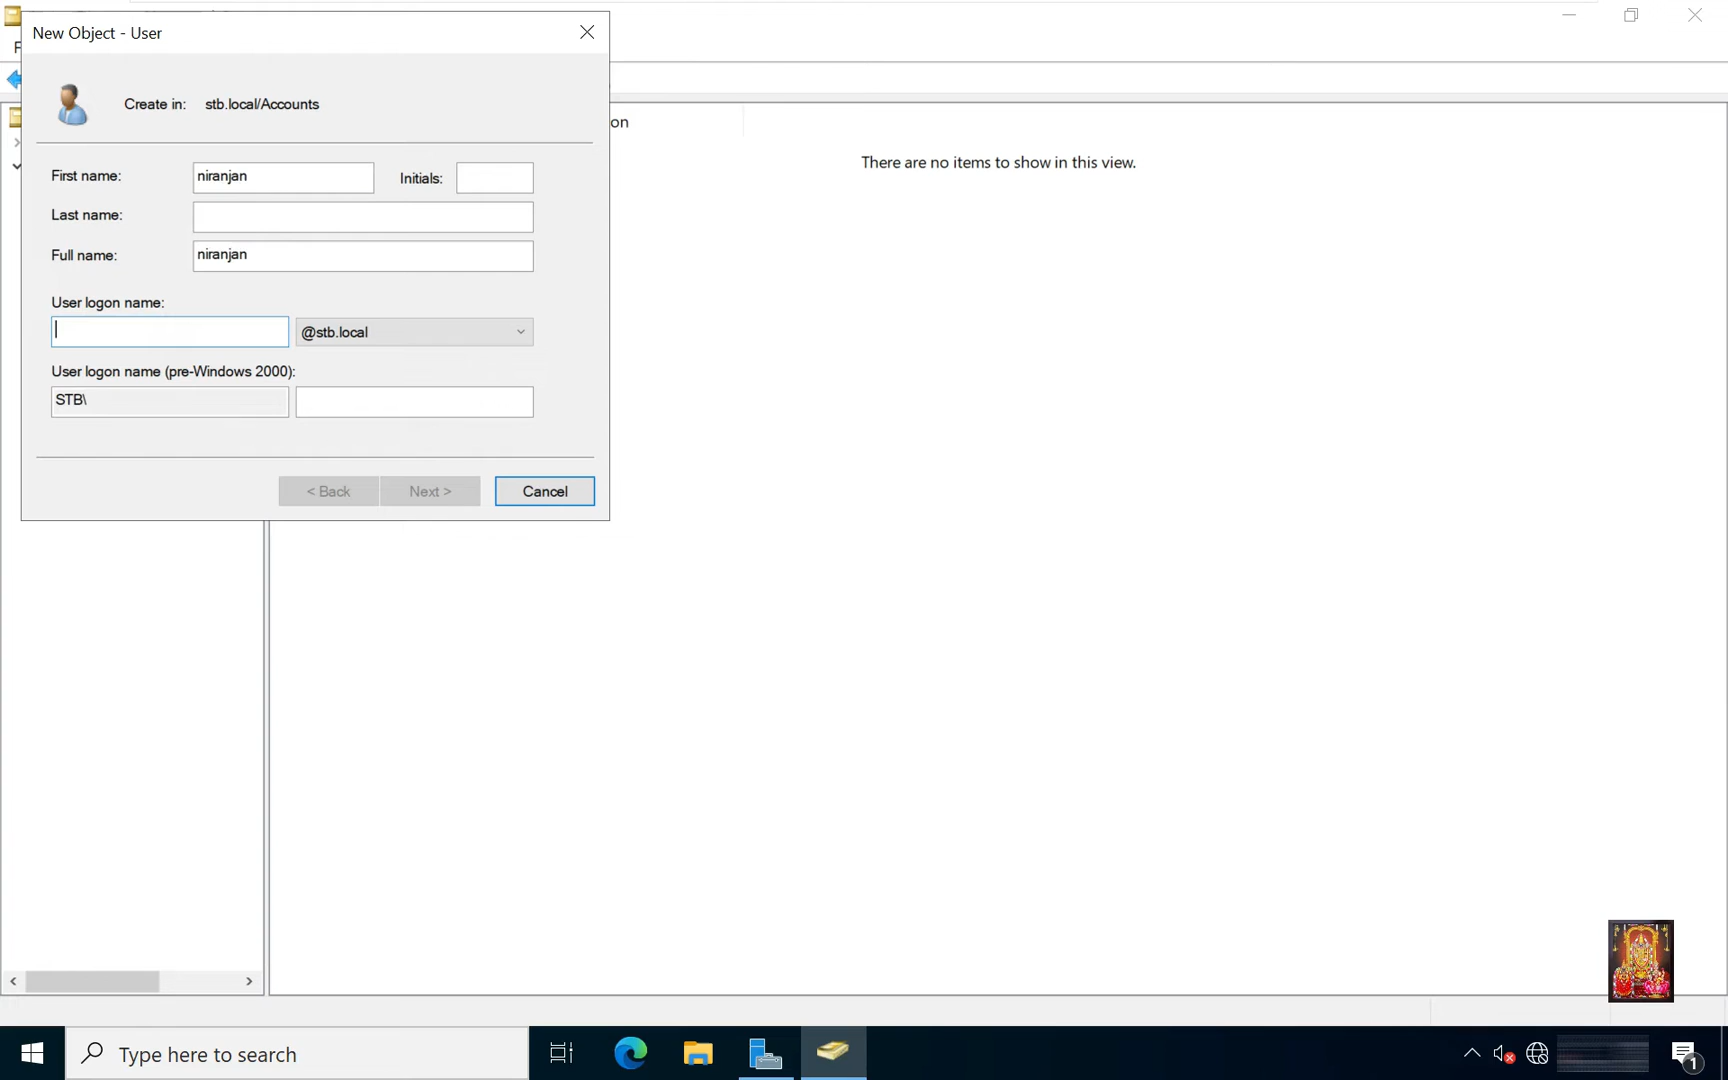 New Object - User
Create in: stb.local/Accounts
First name: niranjan Initials:
Last name:
Full name: niranjan
User logon name:
@stb.local
User logon name (pre-Windows 2000):
STB\
< Back Next > Cancel
F
on
There are no items to show in this view.
Type here to search
1